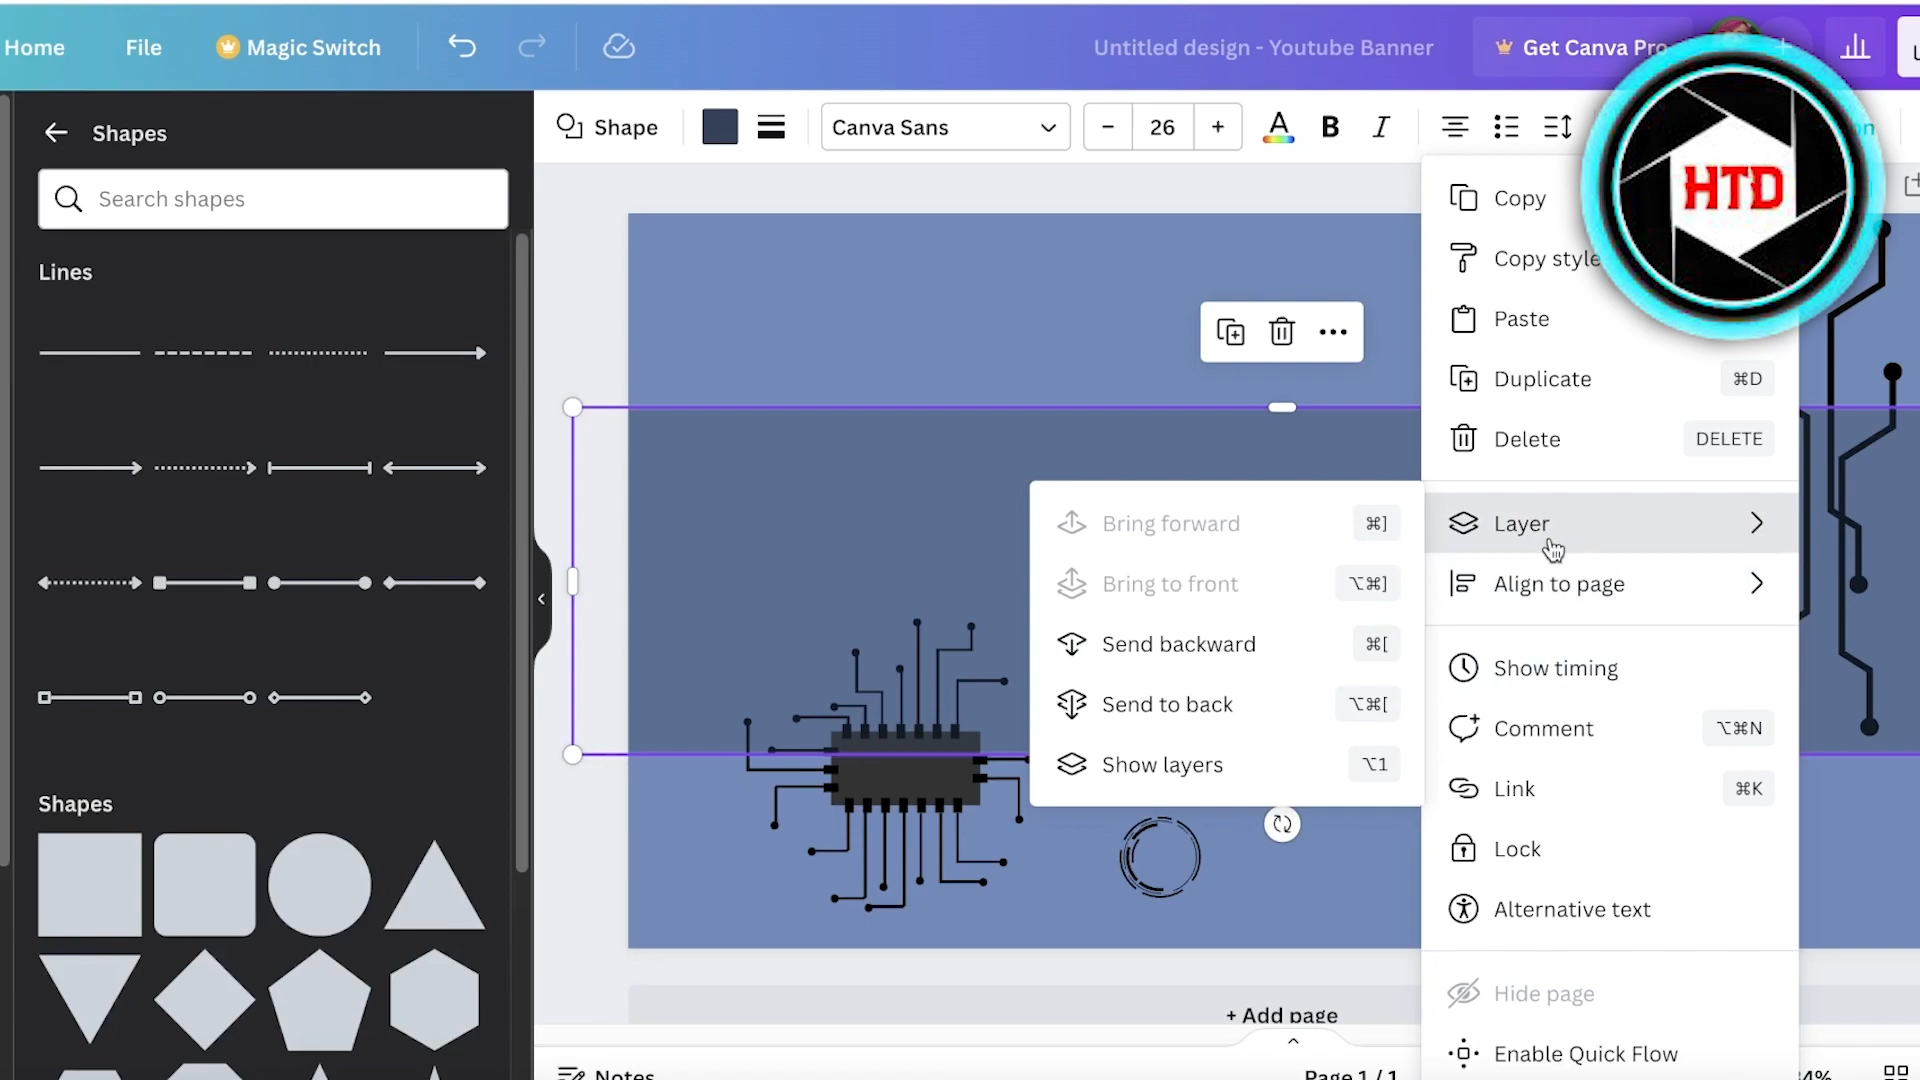 Home File Magic Switch Untitled design - Youtube Banner Get Canva Pro
Shapes
Search shapes
Lines
Shapes
Shape Canva Sans - 26 + A B I
HTD
Copy
Copy style
Paste
Duplicate ⌘D
Delete DELETE
Layer
Align to page
Show timing
Comment ⌥⌘N
Link ⌘K
Lock
Alternative text
Hide page
Enable Quick Flow
Bring forward ⌘]
Bring to front ⌥⌘]
Send backward ⌘[
Send to back ⌥⌘[
Show layers ⌥1
+ Add page
Notes Page 1 / 1